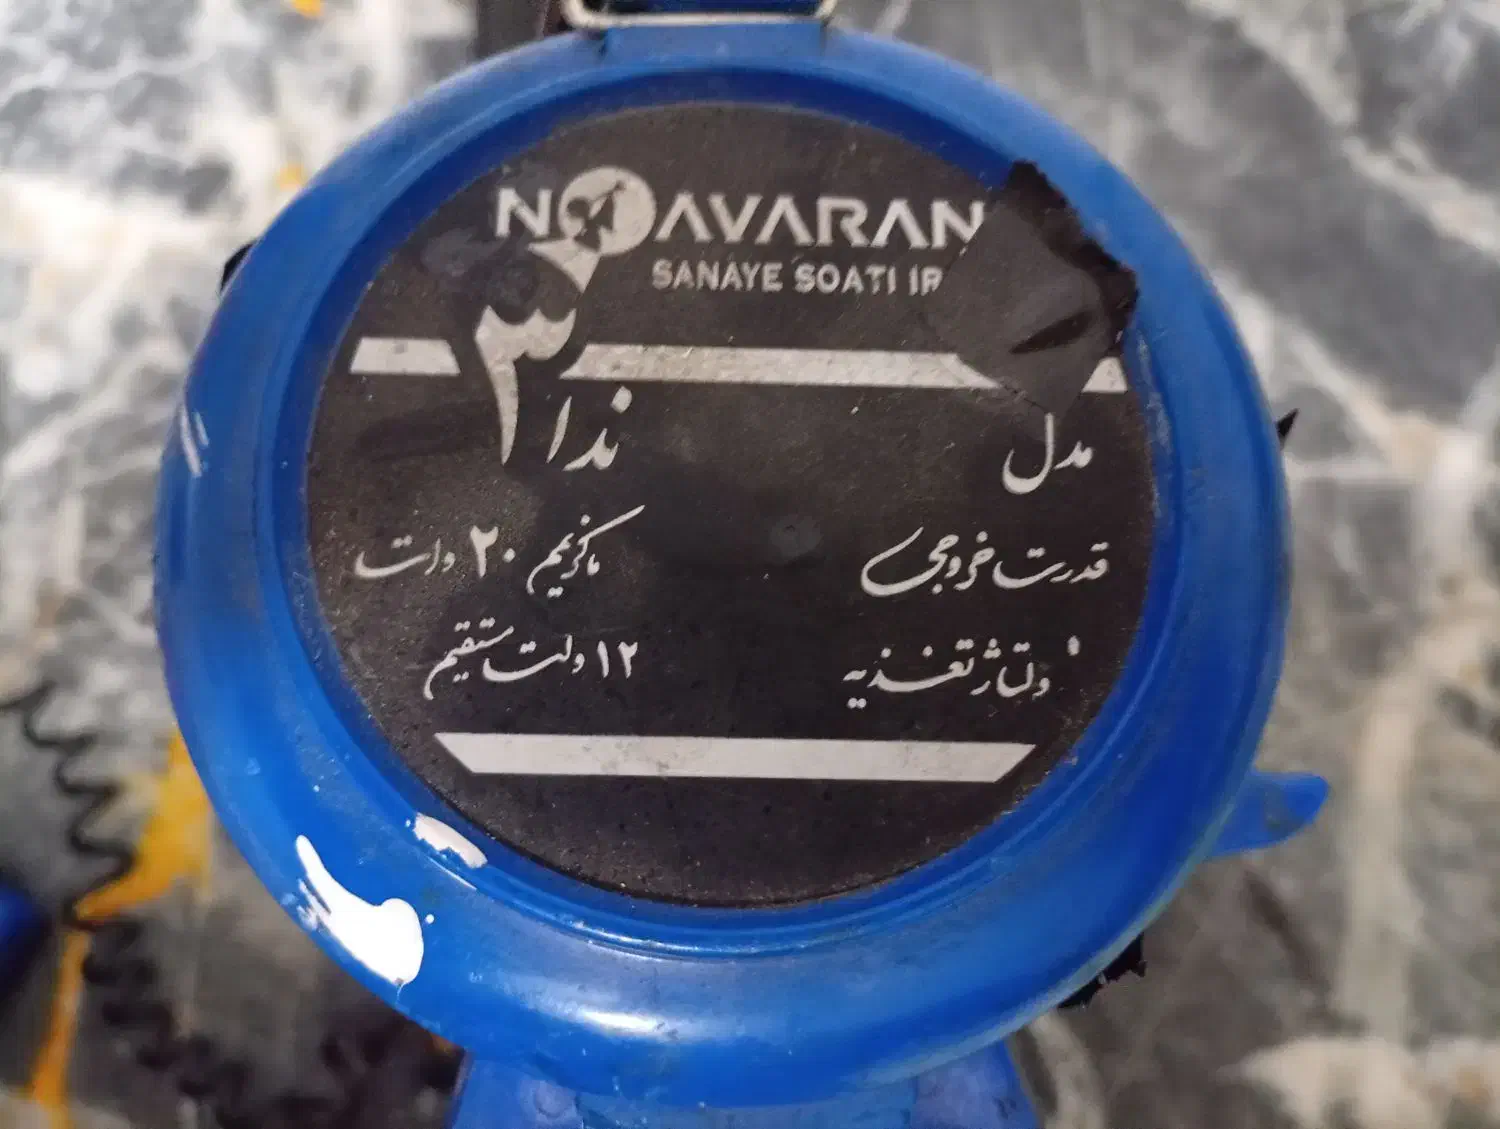 NOAVARAN
SANAYE SOATI IR
مدل ندا ۳
قدرت خروجی ماکزیمم ۲۰ وات
ولتاژ تغذیه ۱۲ ولت مستقیم